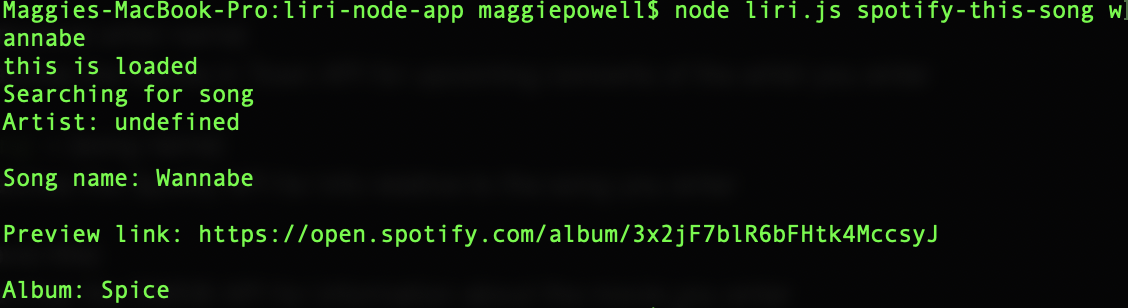 Maggies-MacBook-Pro:liri-node-app maggiepowell$ node liri.js spotify-this-song w
annabe
this is loaded
Searching for song
Artist: undefined
Song name: Wannabe
Preview link: https://open.spotify.com/album/3x2jF7blR6bFHtk4MccsyJ
Album: Spice